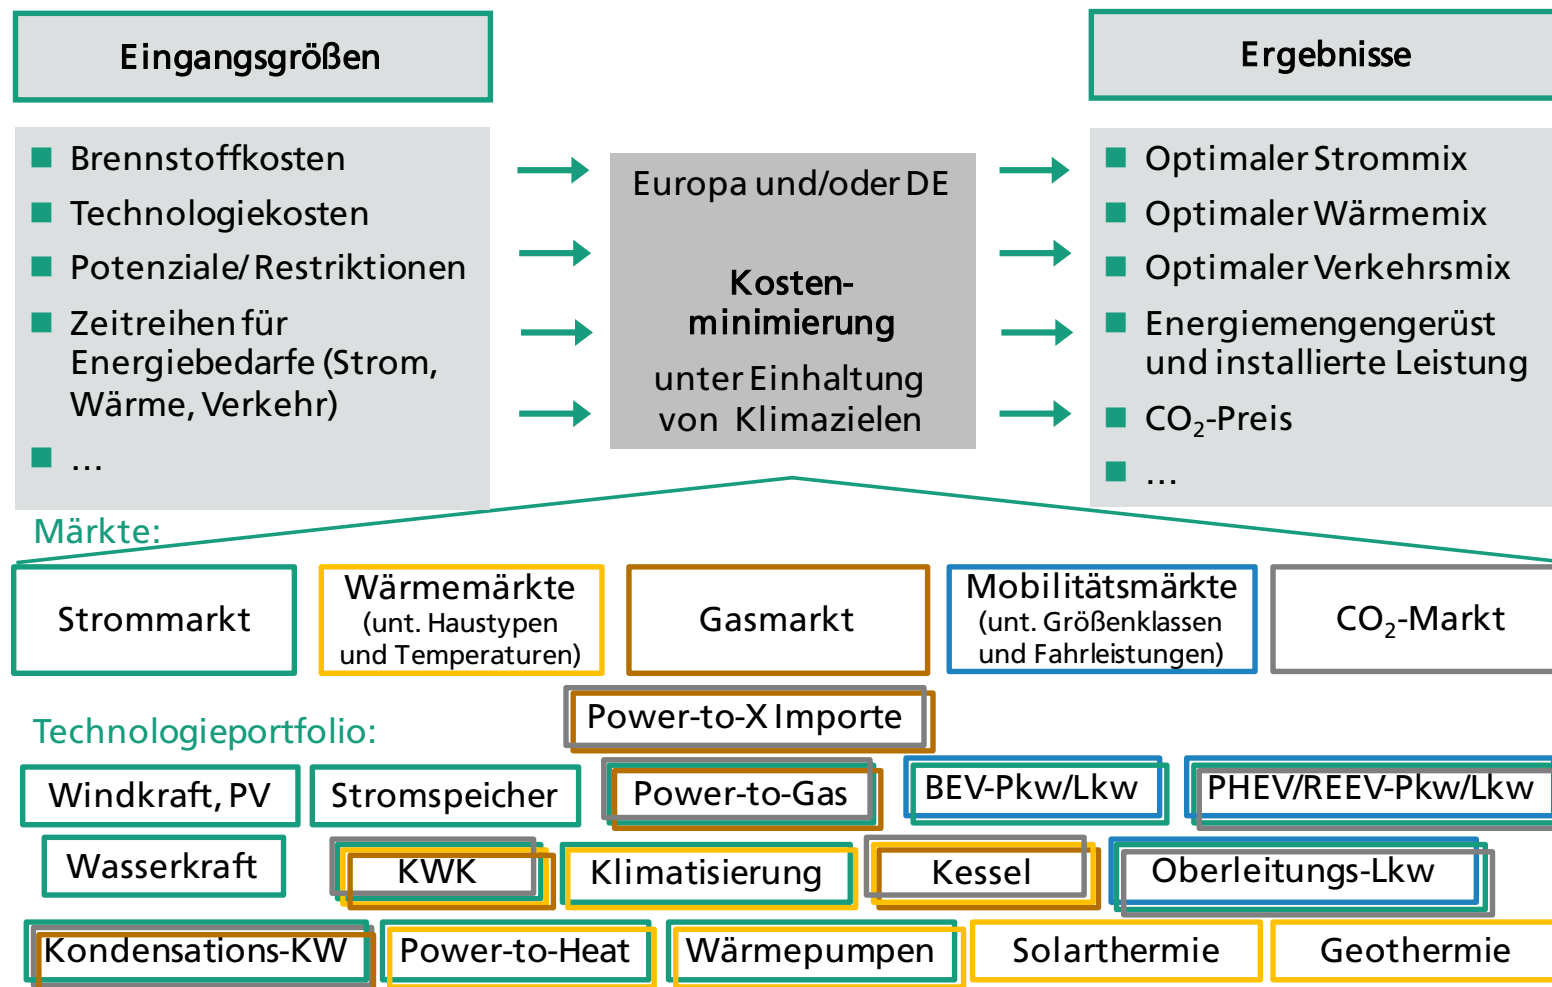 Eingangsgrößen
Brennstoffkosten
Technologiekosten
Potenziale/ Restriktionen
Zeitreihen für
Energiebedarfe (Strom,
Wärme, Verkehr)
...
Europa und/oder DE
Kosten-
minimierung
unter Einhaltung
von Klimazielen
Ergebnisse
Optimaler Strommix
Optimaler Wärmemix
Optimaler Verkehrsmix
Energiemengengerüst
und installierte Leistung
CO₂-Preis
...
Märkte:
Strommarkt
Wärmemärkte
(unt. Haustypen
und Temperaturen)
Gasmarkt
Mobilitätsmärkte
(unt. Größenklassen
und Fahrleistungen)
CO₂-Markt
Technologieportfolio:
Power-to-X Importe
Windkraft, PV
Stromspeicher
Power-to-Gas
BEV-Pkw/Lkw
PHEV/REEV-Pkw/Lkw
Wasserkraft
KWK
Klimatisierung
Kessel
Oberleitungs-Lkw
Kondensations-KW
Power-to-Heat
Wärmepumpen
Solarthermie
Geothermie